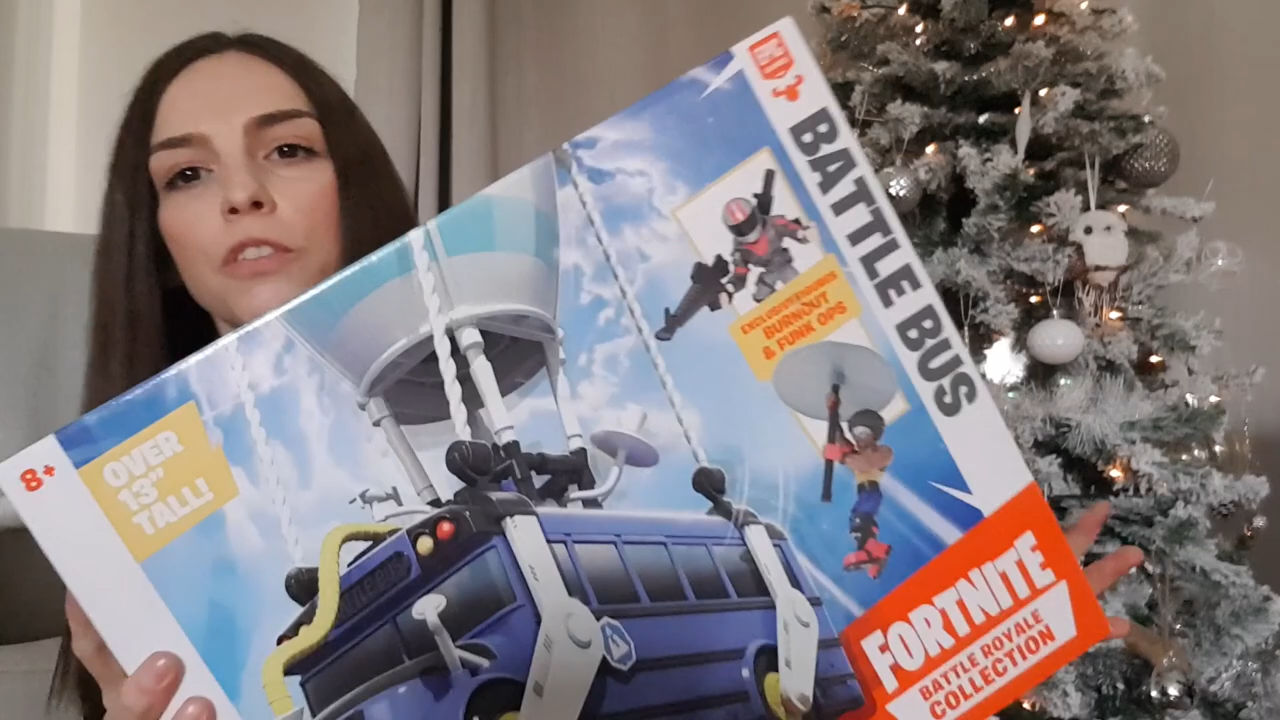 BATTLE BUS
EXCLUSIVE FIGURES
BURNOUT
& FUNK OPS
8+
OVER
13"
TALL!
FORTNITE
BATTLE ROYALE
COLLECTION